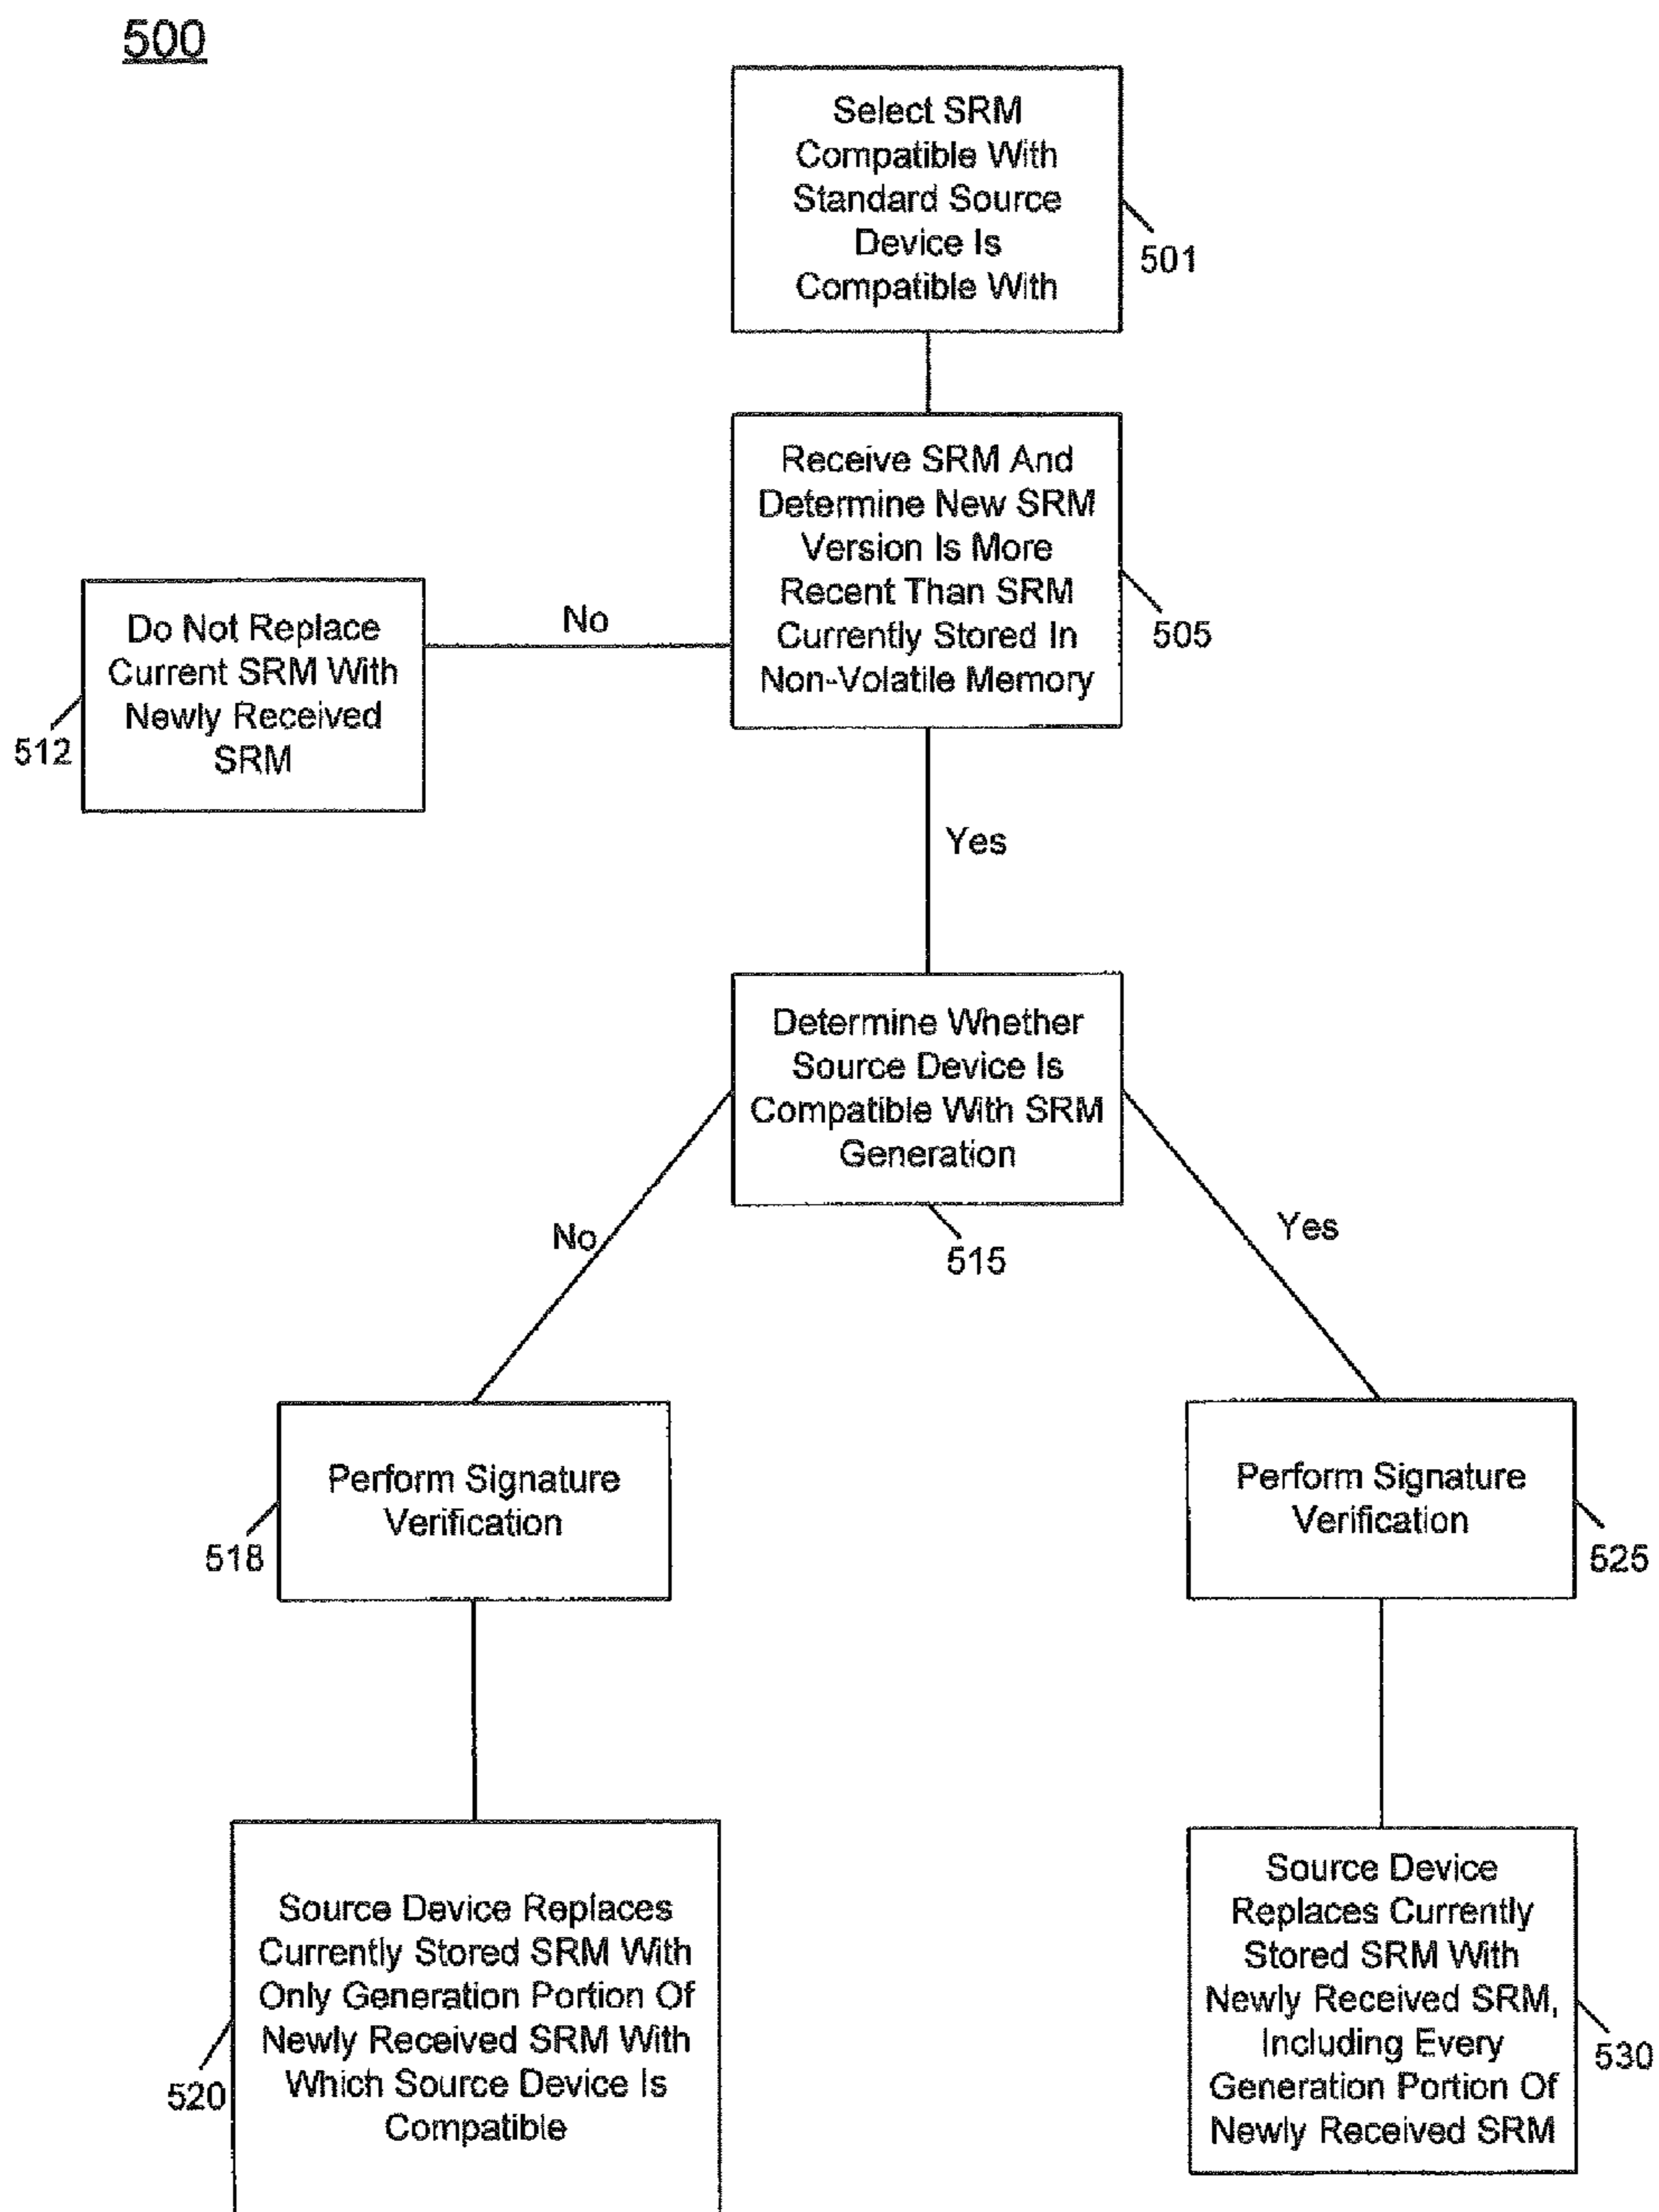 500
Select SRM
Compatible With
Standard Source
Device Is
Compatible With
501
Receive SRM And
Determine New SRM
Version Is More
Recent Than SRM
Currently Stored In
Non-Volatile Memory
505
No
Do Not Replace
Current SRM With
Newly Received
SRM
512
Yes
Determine Whether
Source Device Is
Compatible With SRM
Generation
515
No
Yes
Perform Signature
Verification
518
Perform Signature
Verification
525
Source Device Replaces
Currently Stored SRM With
Only Generation Portion Of
Newly Received SRM With
Which Source Device Is
Compatible
520
Source Device
Replaces Currently
Stored SRM With
Newly Received SRM,
Including Every
Generation Portion Of
Newly Received SRM
530